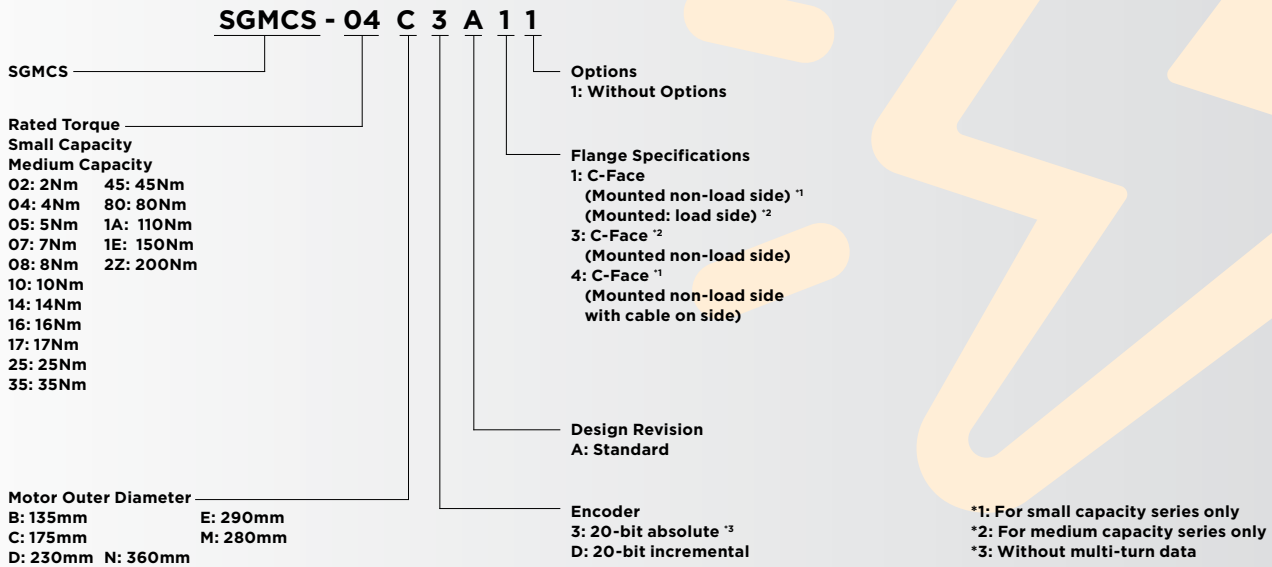 SGMCS - 04 C 3 A 1 1
SGMCS
Rated Torque
Small Capacity
Medium Capacity
02: 2Nm 45: 45Nm
04: 4Nm 80: 80Nm
05: 5Nm 1A: 110Nm
07: 7Nm 1E: 150Nm
08: 8Nm 2Z: 200Nm
10: 10Nm
14: 14Nm
16: 16Nm
17: 17Nm
25: 25Nm
35: 35Nm
Motor Outer Diameter
B: 135mm E: 290mm
C: 175mm M: 280mm
D: 230mm N: 360mm
Options
1: Without Options
Flange Specifications
1: C-Face
(Mounted non-load side) *1
(Mounted: load side) *2
3: C-Face *2
(Mounted non-load side)
4: C-Face *1
(Mounted non-load side
with cable on side)
Design Revision
A: Standard
Encoder
3: 20-bit absolute *3
D: 20-bit incremental
*1: For small capacity series only
*2: For medium capacity series only
*3: Without multi-turn data